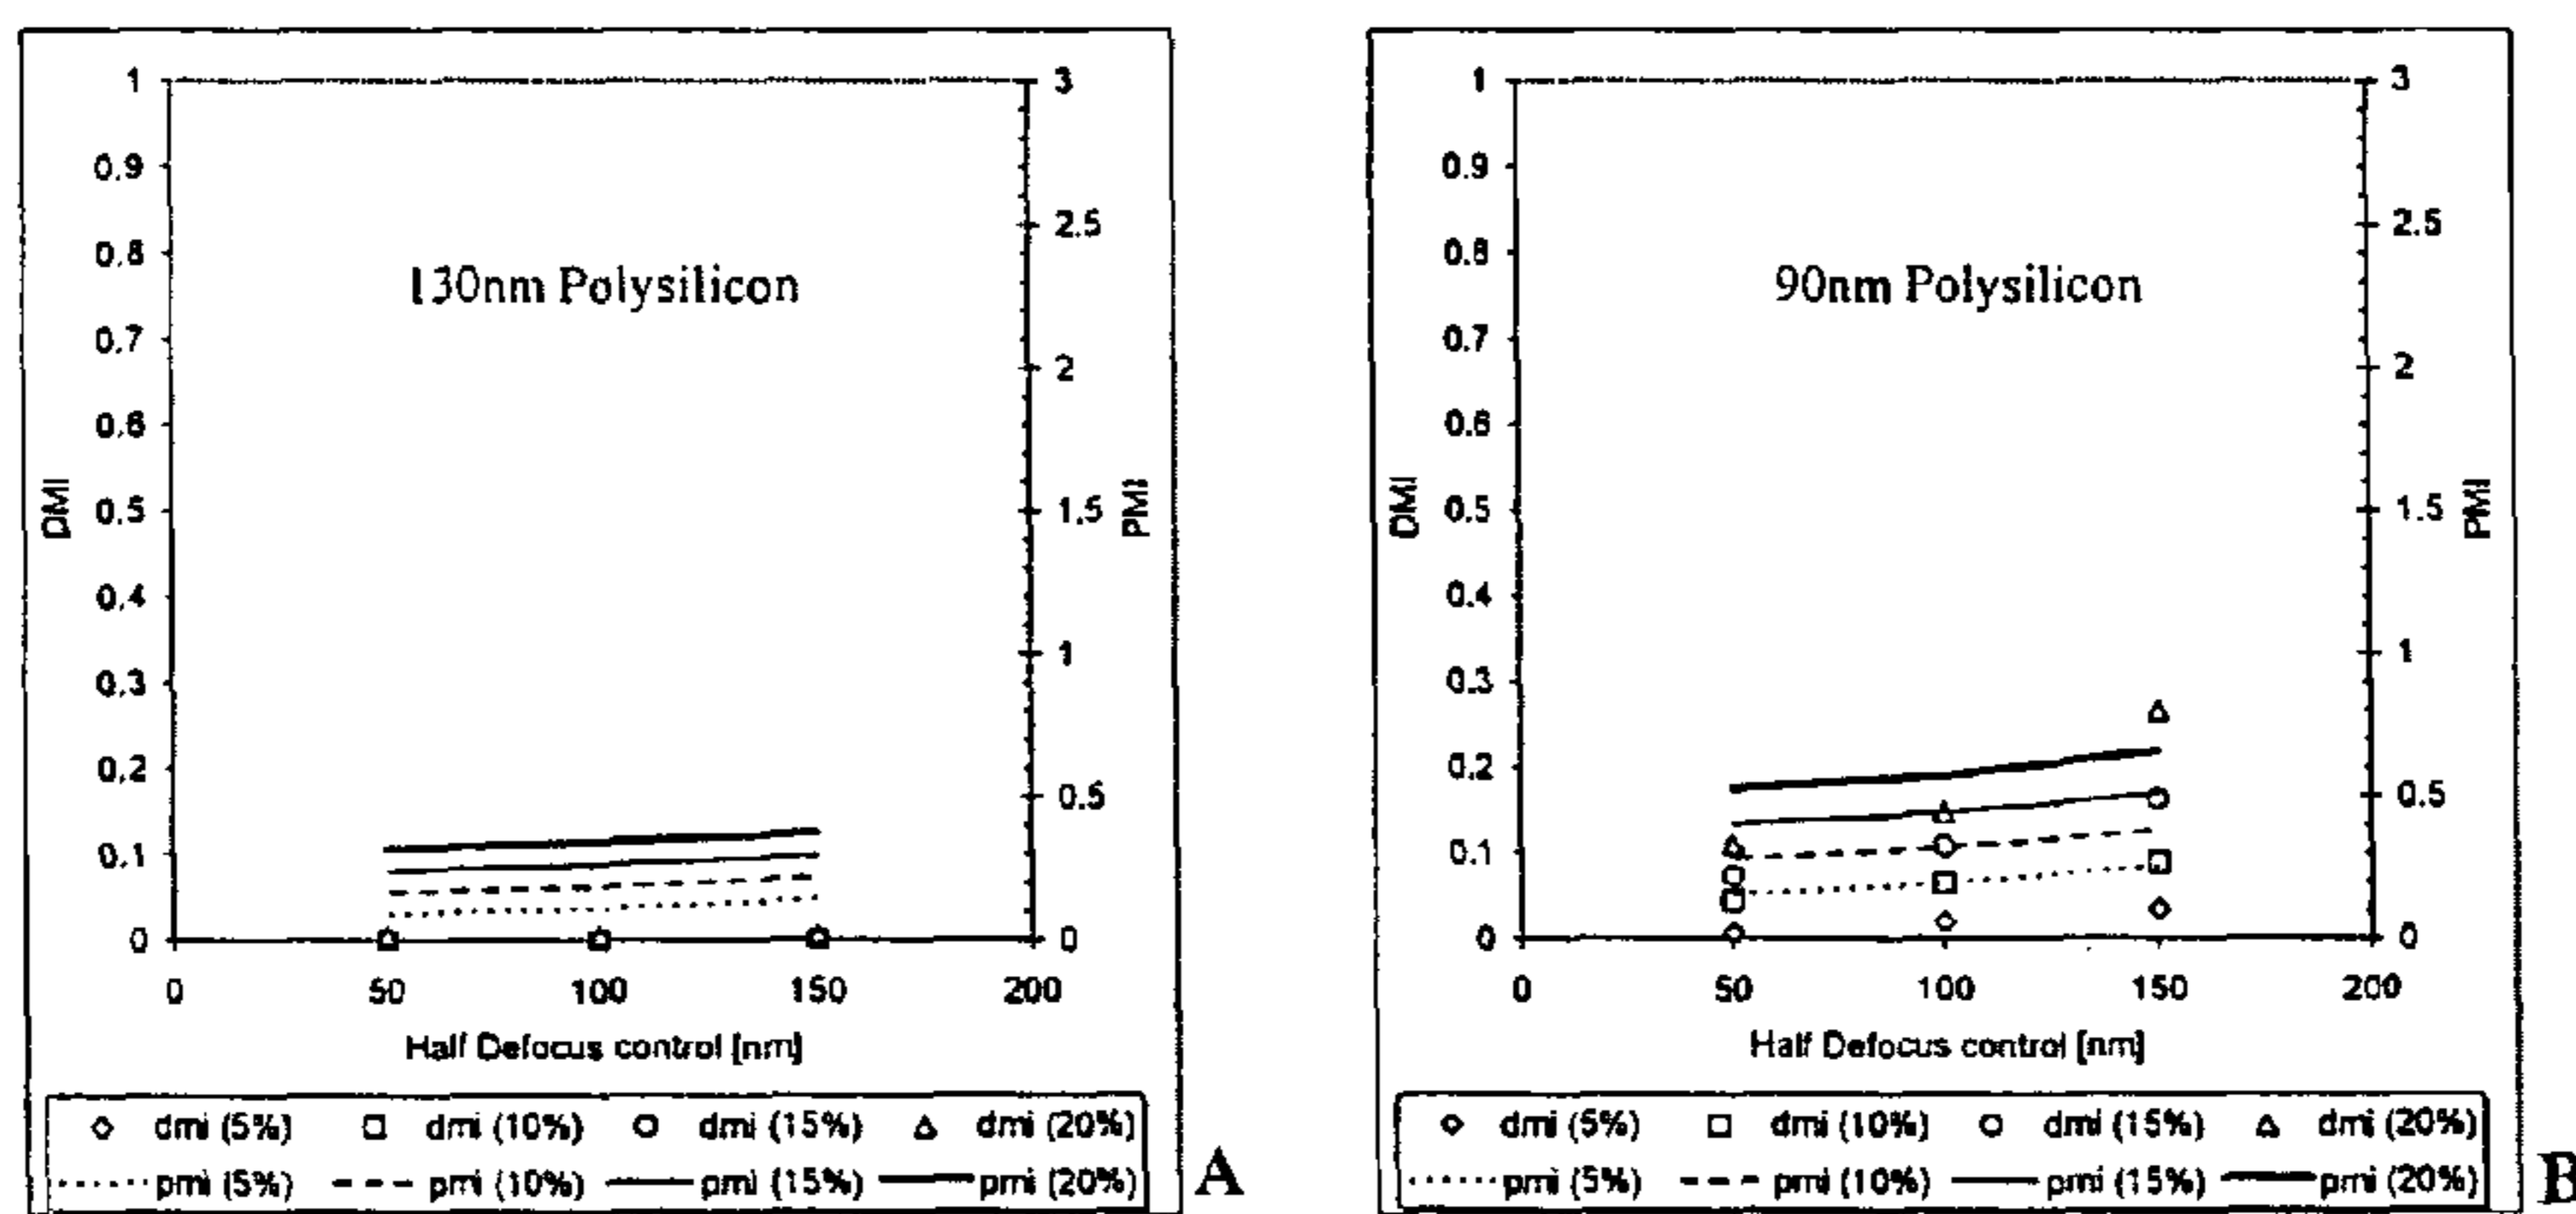 1 3
0.9
2.5
0.8
130nm Polysilicon
0.7
2
0.6
DMI 0.5 1.5 PMI
0.4
1
0.3
0.2
0.5
0.1
0 0
0 50 100 150 200
Half Defocus control [nm]
dmi (5%) dmi (10%) dmi (15%) dmi (20%)
pmi (5%) pmi (10%) pmi (15%) pmi (20%)
A
1 3
0.9
2.5
0.8
90nm Polysilicon
0.7
2
0.6
DMI 0.5 1.5 PMI
0.4
1
0.3
0.2
0.5
0.1
0 0
0 50 100 150 200
Half Defocus control [nm]
dmi (5%) dmi (10%) dmi (15%) dmi (20%)
pmi (5%) pmi (10%) pmi (15%) pmi (20%)
B